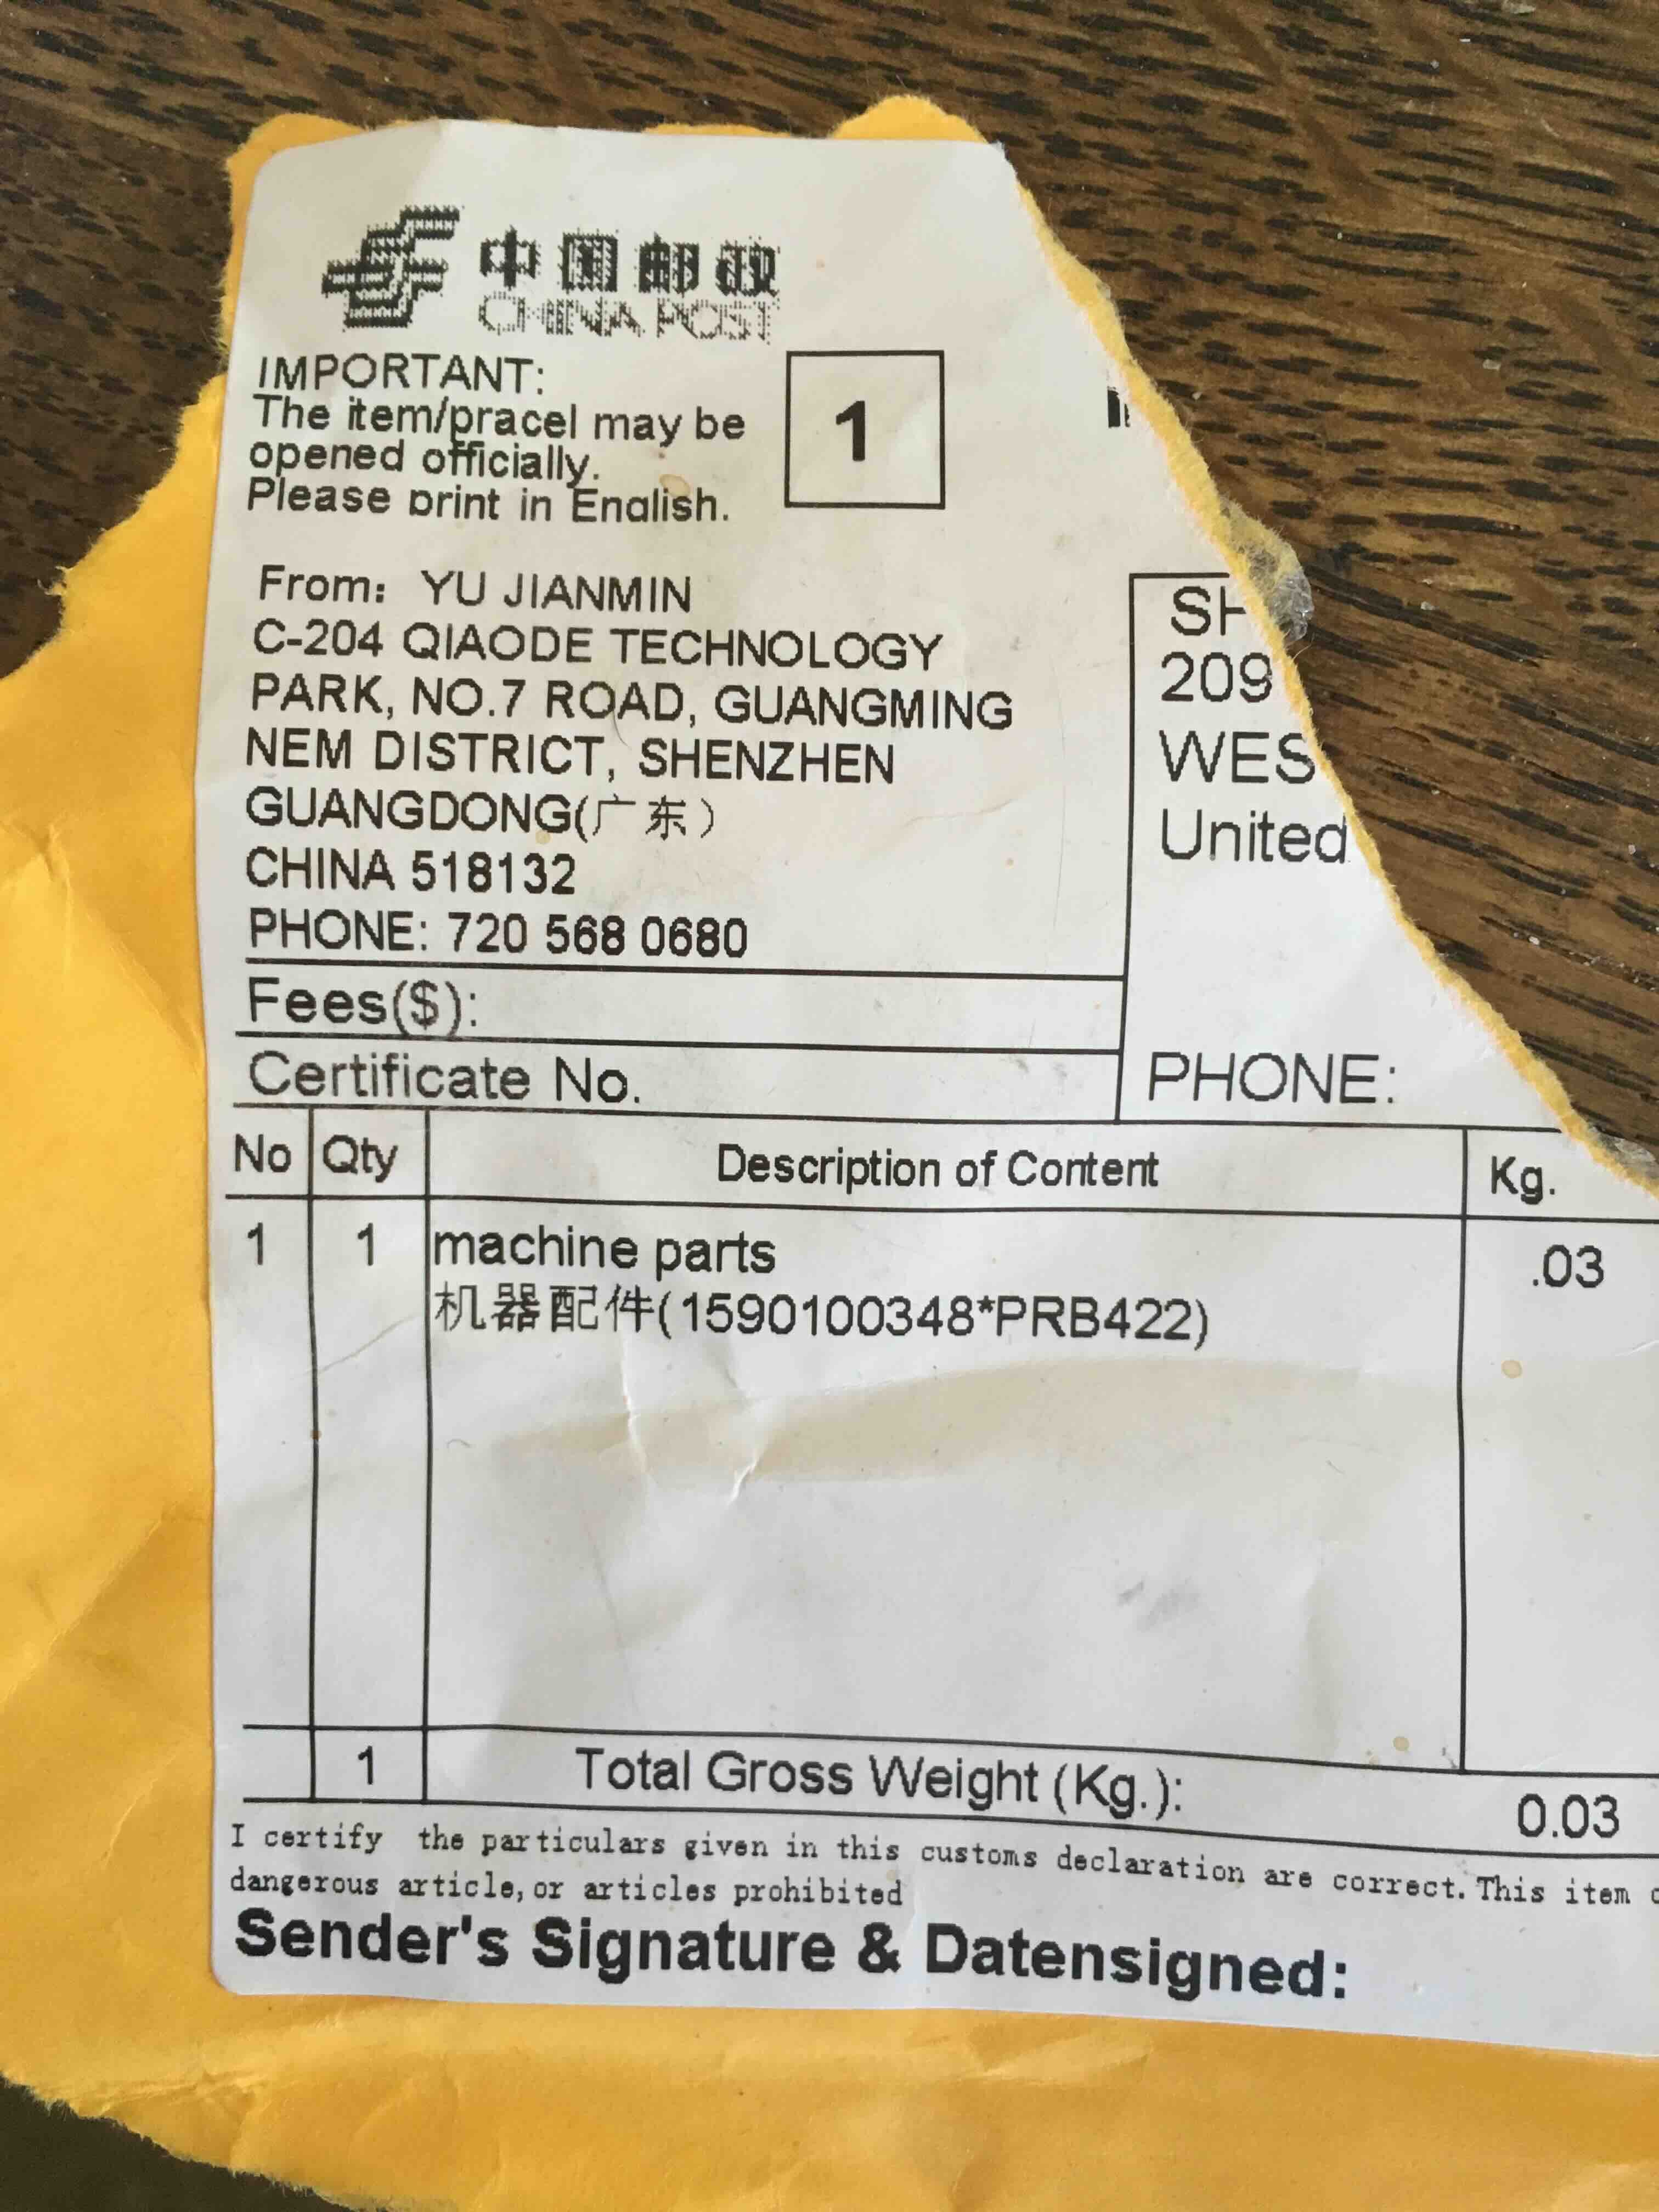 中国邮政
CHINA POST
IMPORTANT:
The item/pracel may be
opened officially.
Please print in English.
1
From: YU JIANMIN
C-204 QIAODE TECHNOLOGY
PARK, NO.7 ROAD, GUANGMING
NEM DISTRICT, SHENZHEN
GUANGDONG(广东)
CHINA 518132
PHONE: 720 568 0680
209
WES
United
PHONE:
Fees($):
Certificate No.
No Qty Description of Content Kg.
1 1 machine parts .03
机器配件(1590100348*PRB422)
1 Total Gross Weight (Kg.): 0.03
I certify the particulars given in this customs declaration are correct. This item
dangerous article, or articles prohibited
Sender's Signature & Datensigned: